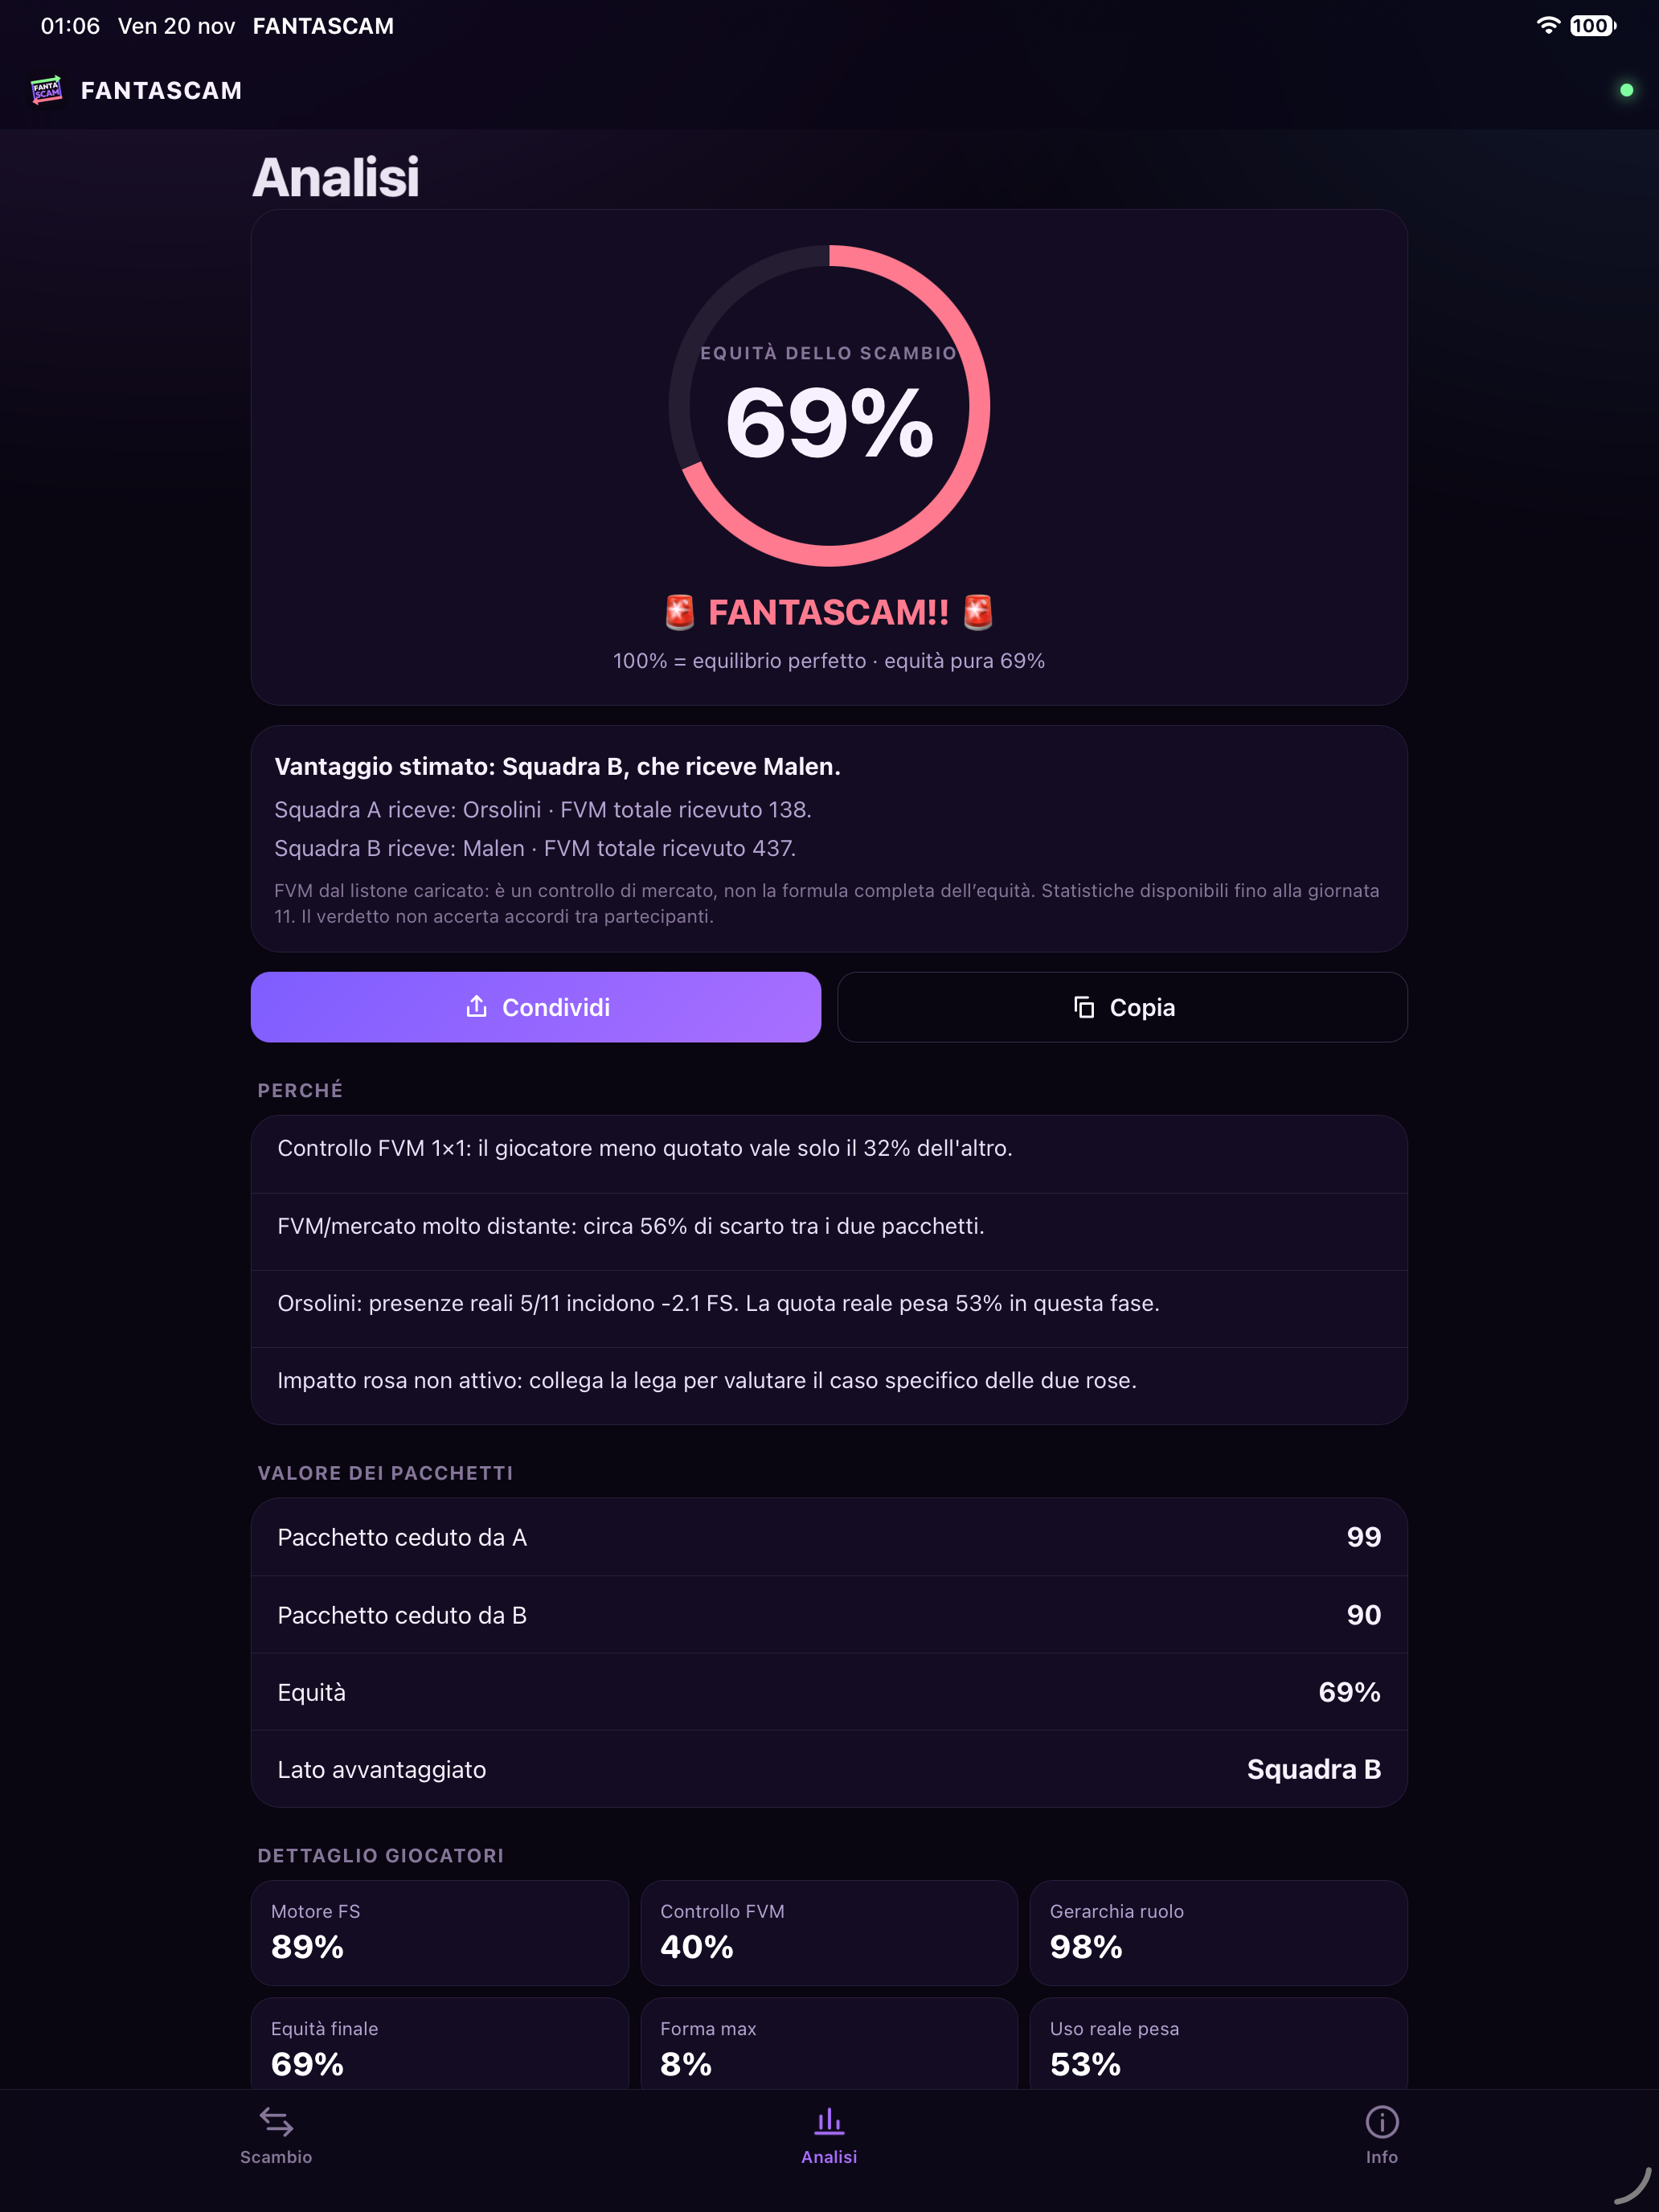 01:06 Ven 20 nov FANTASCAM 100
FANTA SCAM FANTASCAM
Analisi
EQUITÀ DELLO SCAMBIO
69%
🚨 FANTASCAM!! 🚨
100% = equilibrio perfetto · equità pura 69%
Vantaggio stimato: Squadra B, che riceve Malen.
Squadra A riceve: Orsolini · FVM totale ricevuto 138.
Squadra B riceve: Malen · FVM totale ricevuto 437.
FVM dal listone caricato: è un controllo di mercato, non la formula completa dell’equità. Statistiche disponibili fino alla giornata
11. Il verdetto non accerta accordi tra partecipanti.
Condividi Copia
PERCHÉ
Controllo FVM 1×1: il giocatore meno quotato vale solo il 32% dell'altro.
FVM/mercato molto distante: circa 56% di scarto tra i due pacchetti.
Orsolini: presenze reali 5/11 incidono -2.1 FS. La quota reale pesa 53% in questa fase.
Impatto rosa non attivo: collega la lega per valutare il caso specifico delle due rose.
VALORE DEI PACCHETTI
Pacchetto ceduto da A 99
Pacchetto ceduto da B 90
Equità 69%
Lato avvantaggiato Squadra B
DETTAGLIO GIOCATORI
Motore FS Controllo FVM Gerarchia ruolo
89% 40% 98%
Equità finale Forma max Uso reale pesa
69% 8% 53%
Scambio Analisi Info